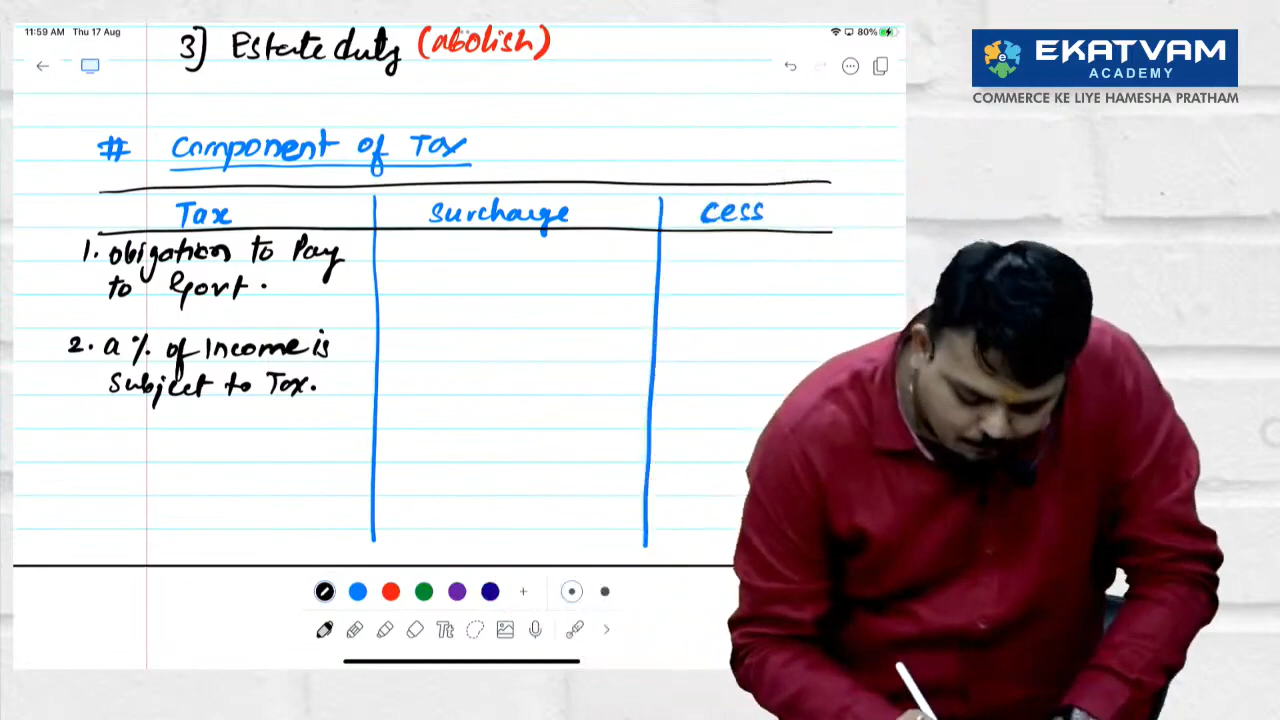 11:59 AM Thu 17 Aug
80%
3] Estate duty (abolish)
EKATVAM
ACADEMY
COMMERCE KE LIYE HAMESHA PRATHAM
# Component of Tax
Tax Surcharge Cess
1. obligation to Pay
to Govt.
2. a % of Income is
Subject to Tax.
Tt